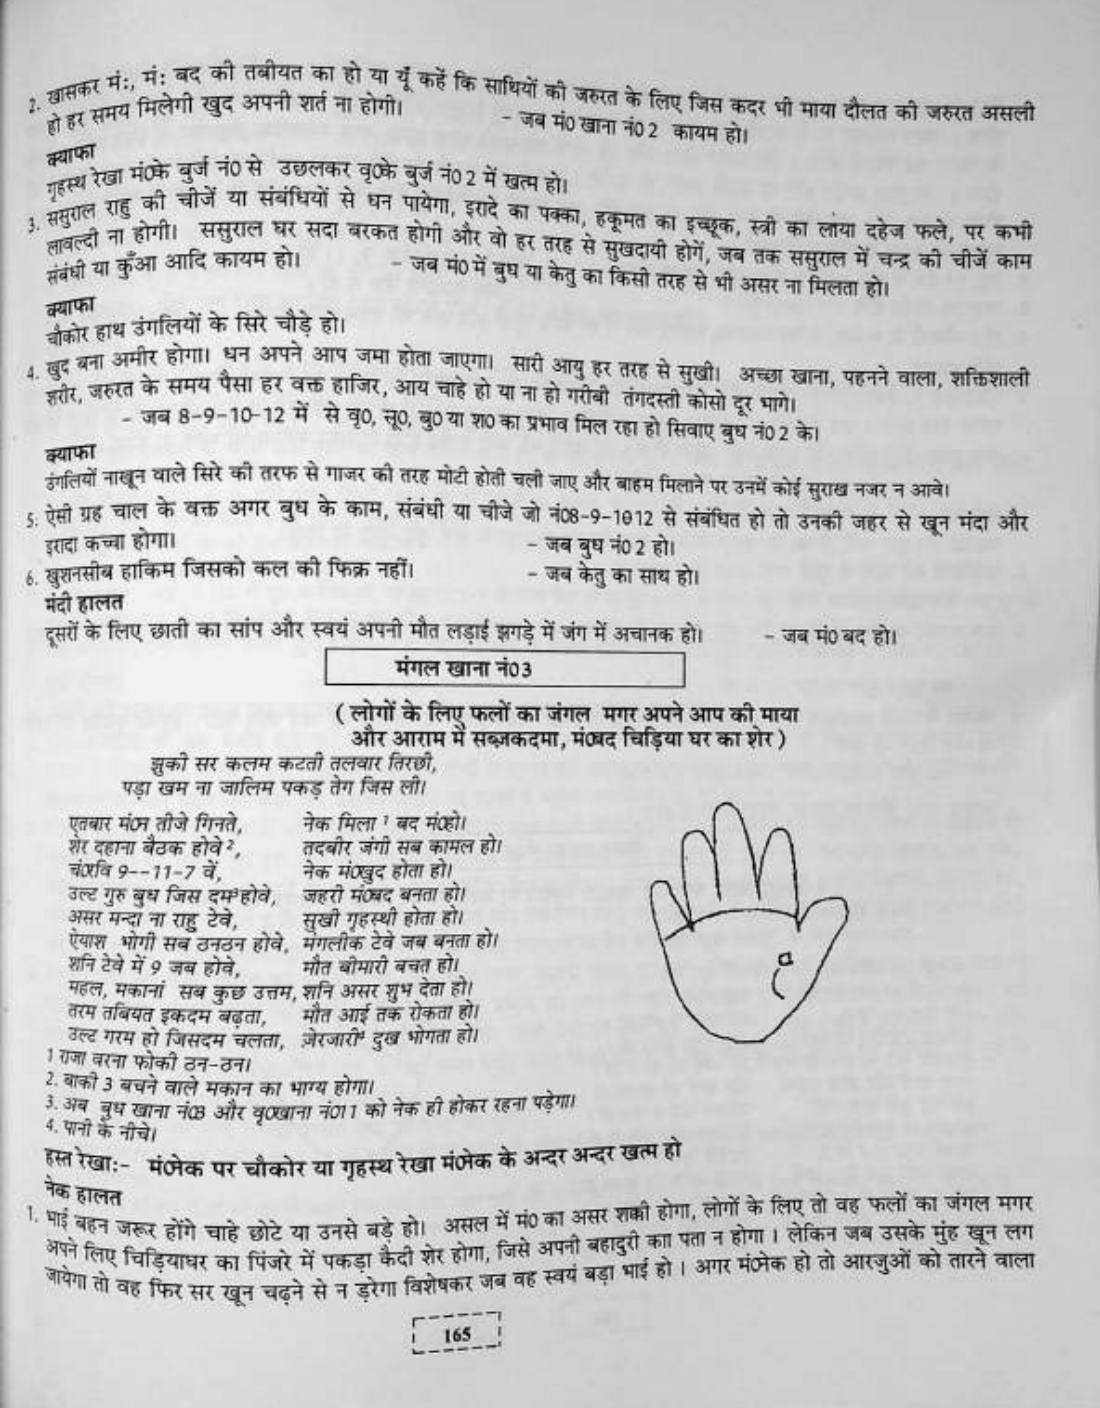 2. खासकर मं:, मं: बद की तबीयत का हो या यूँ कहें कि साथियों की जरुरत के लिए जिस कदर भी माया दौलत की जरुरत असली
हो हर समय मिलेगी खुद अपनी शर्त ना होगी। - जब मं0 खाना नं0 2 कायम हो।
क्याफा
गृहस्थ रेखा मं0के बुर्ज नं0 से उछलकर वृ0के बुर्ज नं0 2 में खत्म हो।
3. ससुराल राहु की चीजें या संबंधियों से धन पायेगा, इरादे का पक्का, हकूमत का इच्छूक, स्त्री का लाया दहेज फले, पर कभी
लावल्दी ना होगी। ससुराल घर सदा बरकत होगी और वो हर तरह से सुखदायी होगें, जब तक ससुराल में चन्द्र की चीजें काम
संबंधी या कुँआ आदि कायम हो। - जब मं0 में बुध या केतु का किसी तरह से भी असर ना मिलता हो।
क्याफा
चौकोर हाथ उंगलियों के सिरे चौड़े हो।
4. खुद बना अमीर होगा। धन अपने आप जमा होता जाएगा। सारी आयु हर तरह से सुखी। अच्छा खाना, पहनने वाला, शक्तिशाली
शरीर, जरुरत के समय पैसा हर वक्त हाजिर, आय चाहे हो या ना हो गरीबी तंगदस्ती कोसो दूर भागे।
- जब 8-9-10-12 में से वृ0, सू0, बु0 या श0 का प्रभाव मिल रहा हो सिवाए बुध नं0 2 के।
क्याफा
उंगलियों नाखून वाले सिरे की तरफ से गाजर की तरह मोटी होती चली जाए और बाहम मिलाने पर उनमें कोई सुराख नजर न आवे।
5. ऐसी ग्रह चाल के वक्त अगर बुध के काम, संबंधी या चीजे जो नं08-9-1012 से संबंधित हो तो उनकी जहर से खून मंदा और
इरादा कच्चा होगा। - जब बुध नं0 2 हो।
6. खुशनसीब हाकिम जिसको कल की फिक्र नहीं। - जब केतु का साथ हो।
मंदी हालत
दूसरों के लिए छाती का सांप और स्वयं अपनी मौत लड़ाई झगड़े में जंग में अचानक हो। - जब मं0 बद हो।
मंगल खाना नं03
( लोगों के लिए फलों का जंगल मगर अपने आप की माया
और आराम में सब्ज़कदमा, मं0बद चिड़िया घर का शेर )
झुकी सर कलम कटती तलवार तिरछी,
पड़ा खम ना जालिम पकड़ तेग जिस ली।
एतबार मं0न तीजे गिनते, नेक मिला 1 बद मं0हो।
शेर दहाना बैठक होवे 2, तदबीर जंगी सब कामल हो।
चं0रवि 9--11-7 वें, नेक मं0खुद होता हो।
उल्ट गुरु बुध जिस दम3 होवे, जहरी मं0बद बनता हो।
असर मन्दा ना राहु टेवे, सुखी गृहस्थी होता हो।
ऐयाश भोगी सब ठनठन होवे, मंगलीक टेवे जब बनता हो।
शनि टेवे में 9 जब होवे, मौत बीमारी बचत हो।
महल, मकानां सब कुछ उत्तम, शनि असर शुभ देता हो।
तरम तबियत इकदम बढ़ता, मौत आई तक रोकता हो।
उल्ट गरम हो जिसदम चलता, ज़ेरजारी4 दुख भोगता हो।
1 राजा वरना फोकी ठन-ठन।
2. बाकी 3 बचने वाले मकान का भाग्य होगा।
3. अब बुध खाना नं03 और वृ0खाना नं011 को नेक ही होकर रहना पड़ेगा।
4. पानी के नीचे।
हस्त रेखा:- मं0नेक पर चौकोर या गृहस्थ रेखा मं0नेक के अन्दर अन्दर खत्म हो
नेक हालत
1. भाई बहन जरूर होंगे चाहे छोटे या उनसे बड़े हो। असल में मं0 का असर शक्की होगा, लोगों के लिए तो वह फलों का जंगल मगर
अपने लिए चिड़ियाघर का पिंजरे में पकड़ा कैदी शेर होगा, जिसे अपनी बहादुरी काा पता न होगा । लेकिन जब उसके मुंह खून लग
जायेगा तो वह फिर सर खून चढ़ने से न ड़रेगा विशेषकर जब वह स्वयं बड़ा भाई हो । अगर मं0नेक हो तो आरजुओं को तारने वाला
165